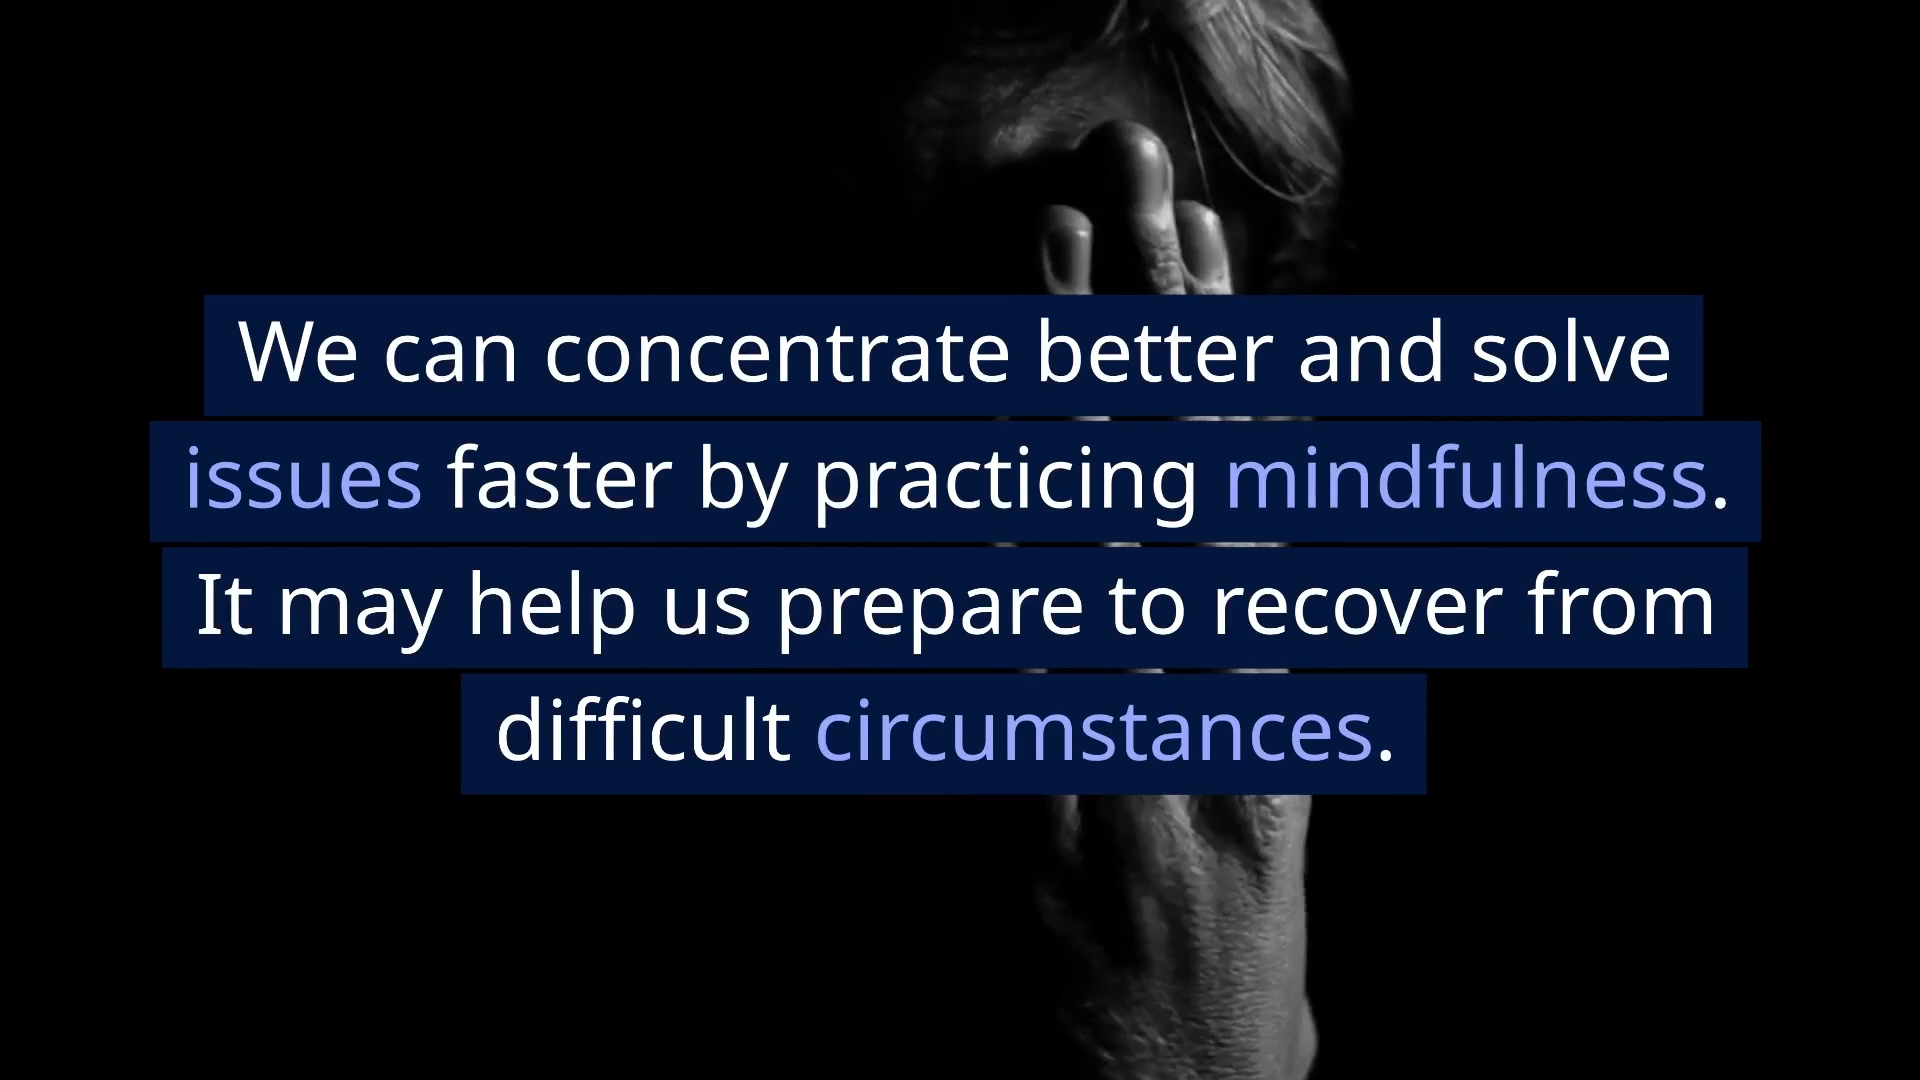 We can concentrate better and solve
issues faster by practicing mindfulness.
It may help us prepare to recover from
difficult circumstances.